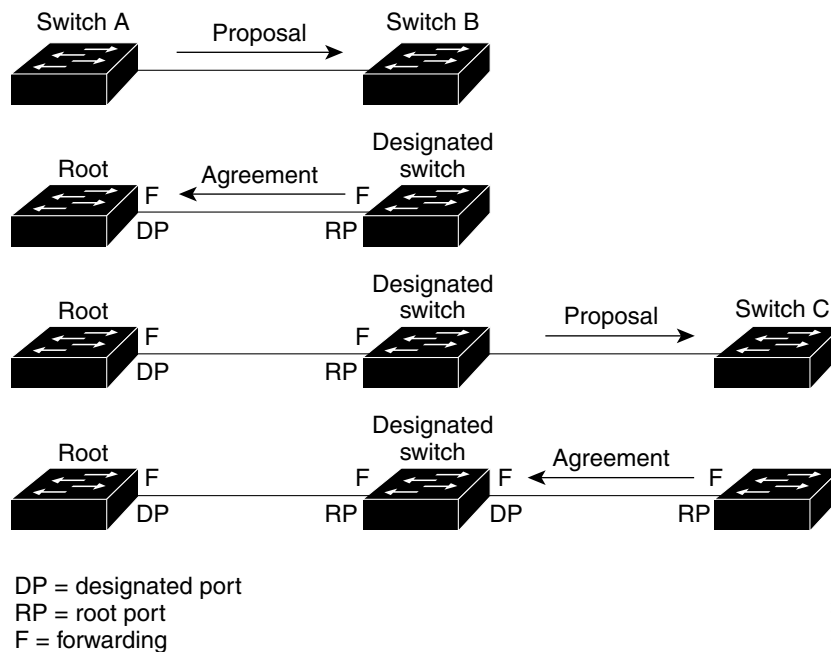 Switch A
Proposal
Switch B
Root
F
Agreement
F
Designated
switch
DP
RP
Root
F
F
Designated
switch
Proposal
Switch C
DP
RP
Root
F
F
Designated
switch
F
Agreement
F
DP
RP
DP
RP
DP = designated port
RP = root port
F = forwarding